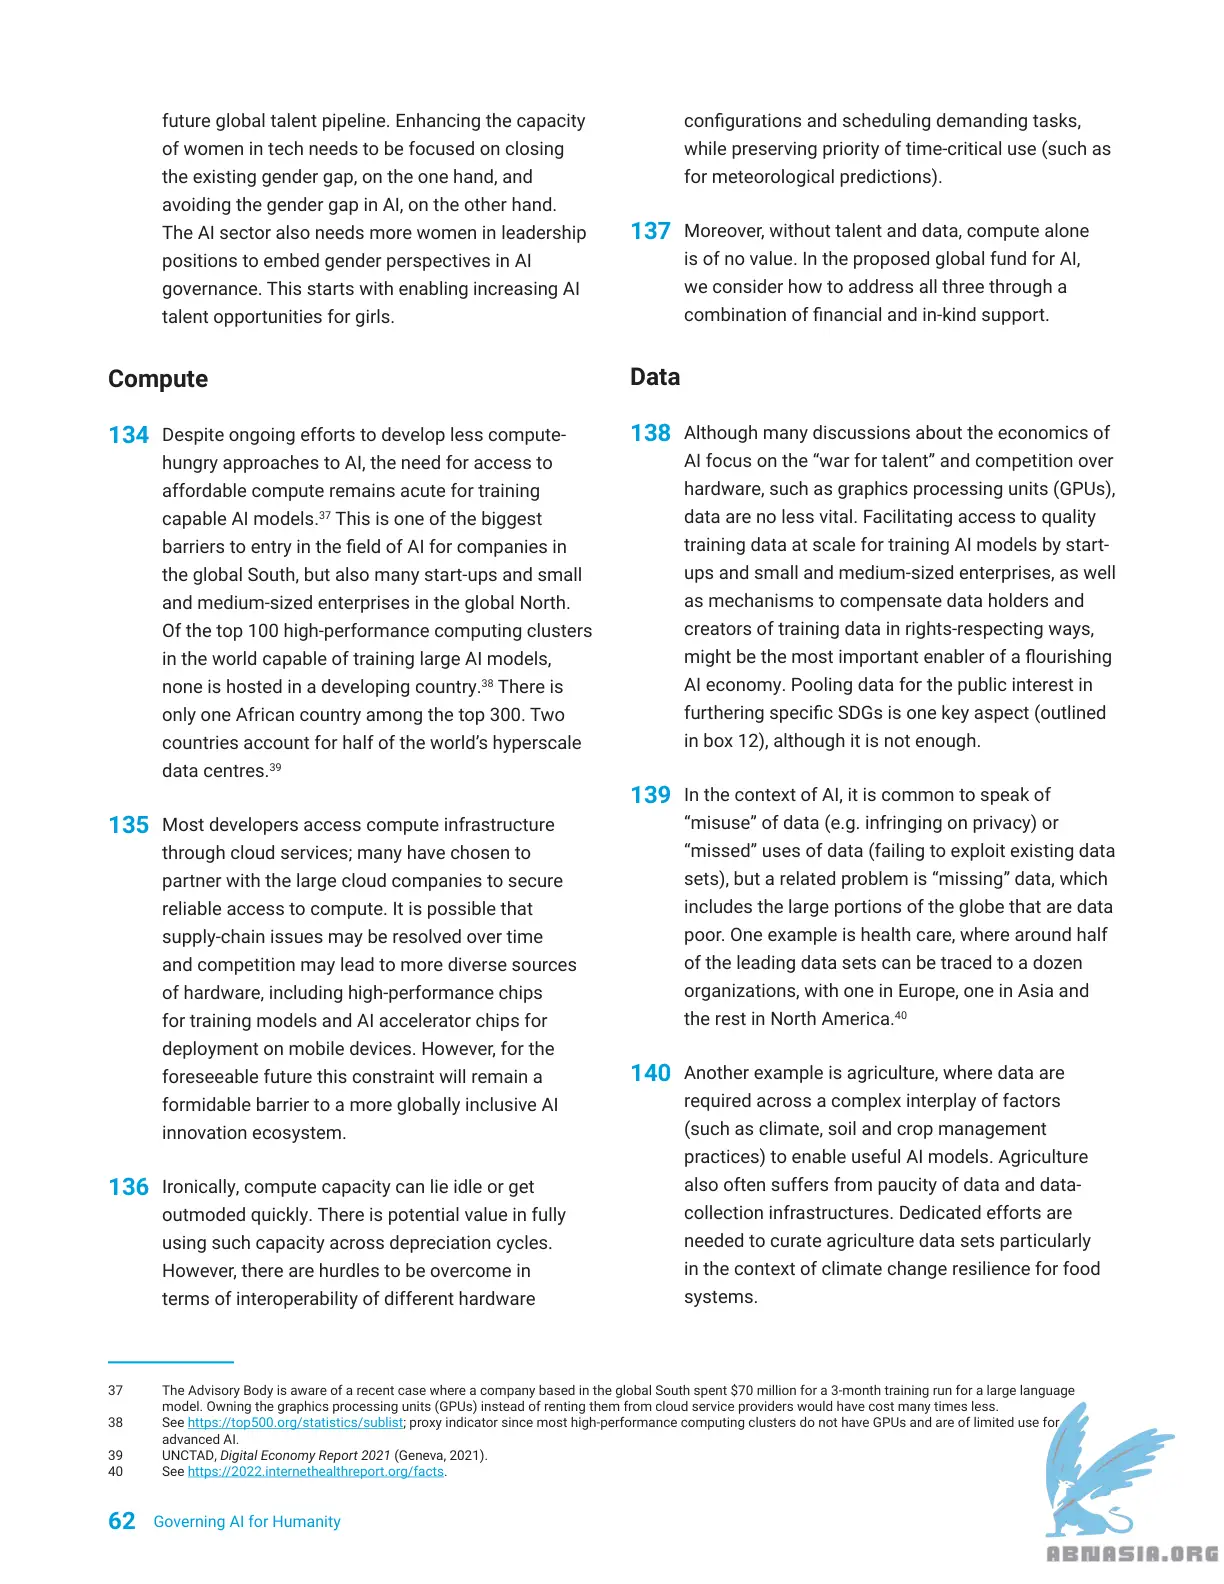 future global talent pipeline. Enhancing the capacity
of women in tech needs to be focused on closing
the existing gender gap, on the one hand, and
avoiding the gender gap in AI, on the other hand.
The AI sector also needs more women in leadership
positions to embed gender perspectives in AI
governance. This starts with enabling increasing AI
talent opportunities for girls.
Compute
134 Despite ongoing efforts to develop less compute-
hungry approaches to AI, the need for access to
affordable compute remains acute for training
capable AI models.37 This is one of the biggest
barriers to entry in the field of AI for companies in
the global South, but also many start-ups and small
and medium-sized enterprises in the global North.
Of the top 100 high-performance computing clusters
in the world capable of training large AI models,
none is hosted in a developing country.38 There is
only one African country among the top 300. Two
countries account for half of the world’s hyperscale
data centres.39
135 Most developers access compute infrastructure
through cloud services; many have chosen to
partner with the large cloud companies to secure
reliable access to compute. It is possible that
supply-chain issues may be resolved over time
and competition may lead to more diverse sources
of hardware, including high-performance chips
for training models and AI accelerator chips for
deployment on mobile devices. However, for the
foreseeable future this constraint will remain a
formidable barrier to a more globally inclusive AI
innovation ecosystem.
136 Ironically, compute capacity can lie idle or get
outmoded quickly. There is potential value in fully
using such capacity across depreciation cycles.
However, there are hurdles to be overcome in
terms of interoperability of different hardware
configurations and scheduling demanding tasks,
while preserving priority of time-critical use (such as
for meteorological predictions).
137 Moreover, without talent and data, compute alone
is of no value. In the proposed global fund for AI,
we consider how to address all three through a
combination of financial and in-kind support.
Data
138 Although many discussions about the economics of
AI focus on the “war for talent” and competition over
hardware, such as graphics processing units (GPUs),
data are no less vital. Facilitating access to quality
training data at scale for training AI models by start-
ups and small and medium-sized enterprises, as well
as mechanisms to compensate data holders and
creators of training data in rights-respecting ways,
might be the most important enabler of a flourishing
AI economy. Pooling data for the public interest in
furthering specific SDGs is one key aspect (outlined
in box 12), although it is not enough.
139 In the context of AI, it is common to speak of
“misuse” of data (e.g. infringing on privacy) or
“missed” uses of data (failing to exploit existing data
sets), but a related problem is “missing” data, which
includes the large portions of the globe that are data
poor. One example is health care, where around half
of the leading data sets can be traced to a dozen
organizations, with one in Europe, one in Asia and
the rest in North America.40
140 Another example is agriculture, where data are
required across a complex interplay of factors
(such as climate, soil and crop management
practices) to enable useful AI models. Agriculture
also often suffers from paucity of data and data-
collection infrastructures. Dedicated efforts are
needed to curate agriculture data sets particularly
in the context of climate change resilience for food
systems.
37 The Advisory Body is aware of a recent case where a company based in the global South spent $70 million for a 3-month training run for a large language
model. Owning the graphics processing units (GPUs) instead of renting them from cloud service providers would have cost many times less.
38 See https://top500.org/statistics/sublist; proxy indicator since most high-performance computing clusters do not have GPUs and are of limited use for
advanced AI.
39 UNCTAD, Digital Economy Report 2021 (Geneva, 2021).
40 See https://2022.internethealthreport.org/facts.
62 Governing AI for Humanity
ABNASIA.ORG